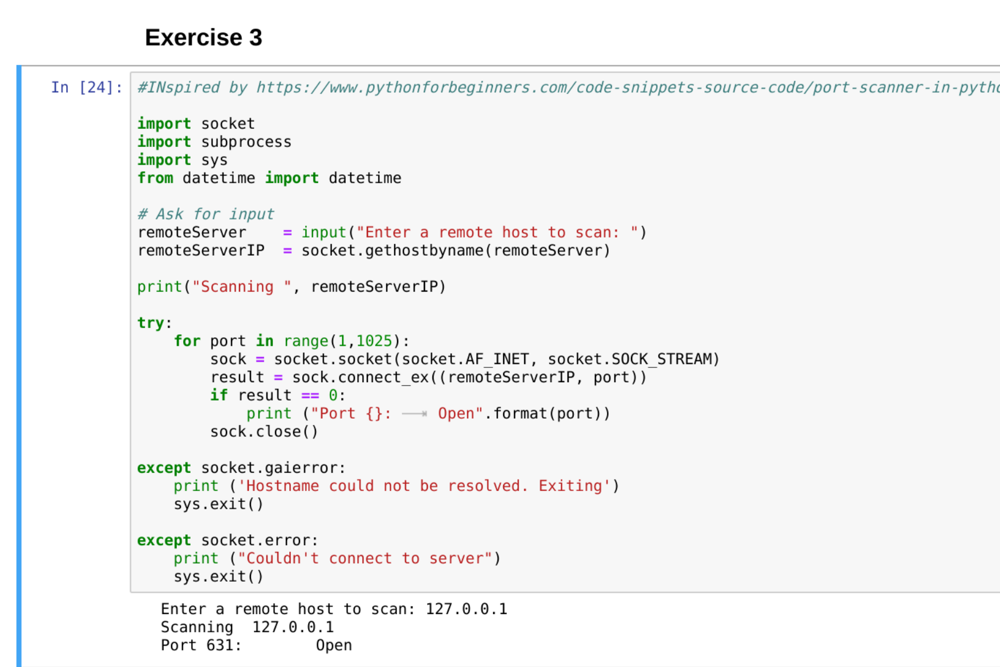 Exercise 3
In [24]:
#INspired by https://www.pythonforbeginners.com/code-snippets-source-code/port-scanner-in-pytho
import socket
import subprocess
import sys
from datetime import datetime
# Ask for input
remoteServer    = input("Enter a remote host to scan: ")
remoteServerIP  = socket.gethostbyname(remoteServer)
print("Scanning ", remoteServerIP)
try:
    for port in range(1,1025):
        sock = socket.socket(socket.AF_INET, socket.SOCK_STREAM)
        result = sock.connect_ex((remoteServerIP, port))
        if result == 0:
            print ("Port {}: 	 Open".format(port))
        sock.close()
except socket.gaierror:
    print ('Hostname could not be resolved. Exiting')
    sys.exit()
except socket.error:
    print ("Couldn't connect to server")
    sys.exit()
Enter a remote host to scan: 127.0.0.1
Scanning  127.0.0.1
Port 631:        Open